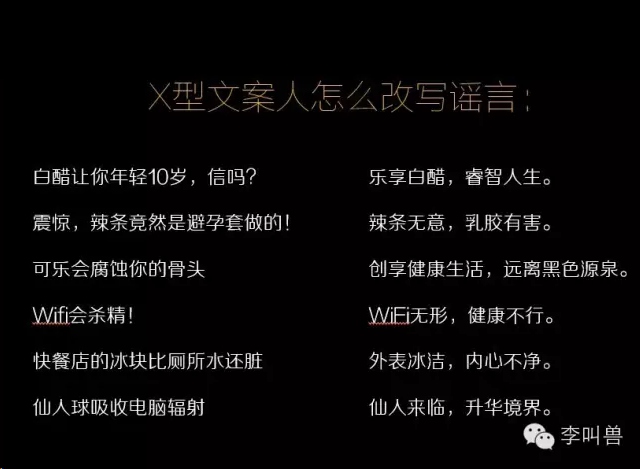 X型文案人怎么改写谣言：
白醋让你年轻10岁，信吗？ 乐享白醋，睿智人生。
震惊，辣条竟然是避孕套做的！ 辣条无意，乳胶有害。
可乐会腐蚀你的骨头 创享健康生活，远离黑色源泉。
Wifi会杀精！ WiFi无形，健康不行。
快餐店的冰块比厕所水还脏 外表冰洁，内心不净。
仙人球吸收电脑辐射 仙人来临，升华境界。
李叫兽